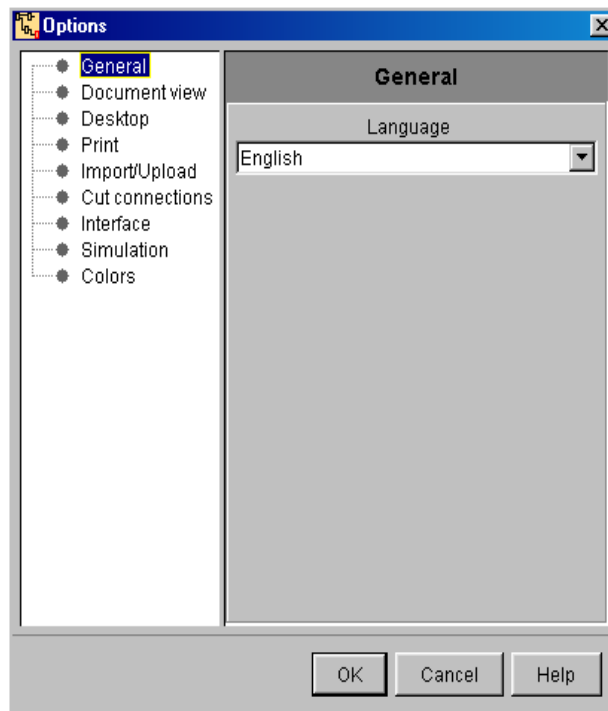 Options
General
Document view
Desktop
Print
Import/Upload
Cut connections
Interface
Simulation
Colors
General
Language
English
OK
Cancel
Help